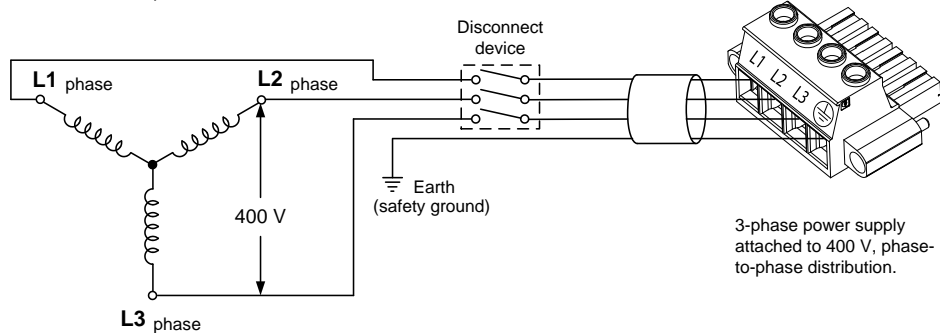 Disconnect
device
L1 phase
L2 phase
L1
L2
L3
400 V
Earth
(safety ground)
3-phase power supply
attached to 400 V, phase-
to-phase distribution.
L3 phase